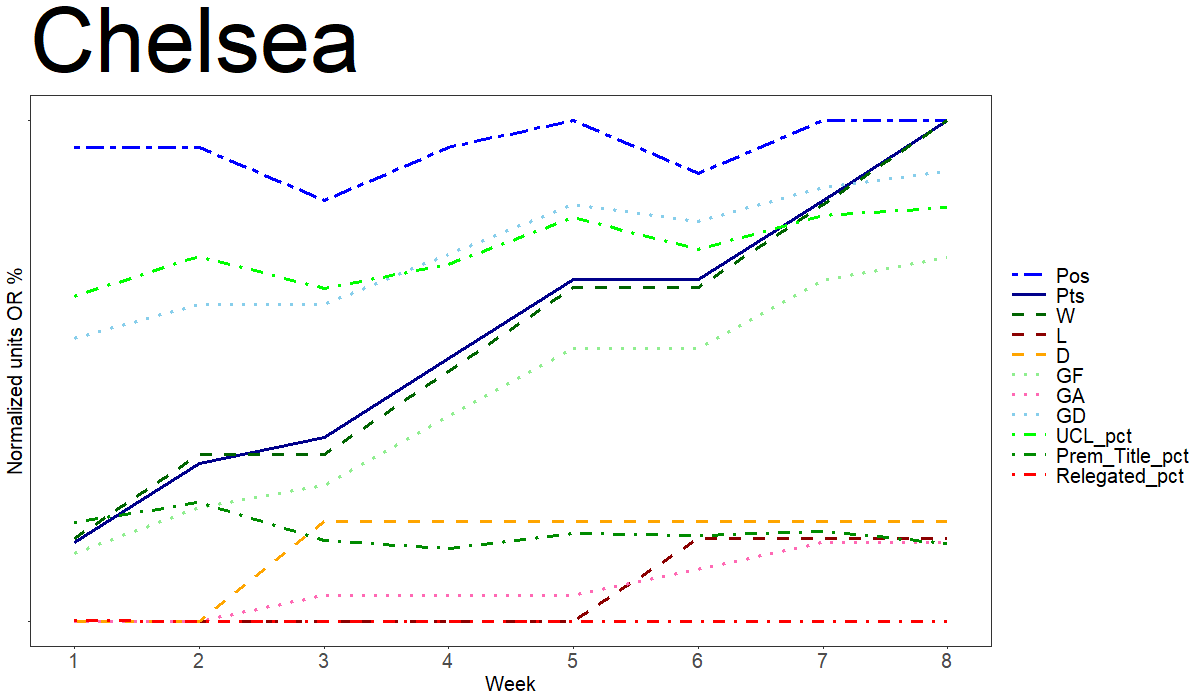 Chelsea
Normalized units OR %
Pos
Pts
W
L
D
GF
GA
GD
UCL_pct
Prem_Title_pct
Relegated_pct
1 2 3 4 5 6 7 8
Week